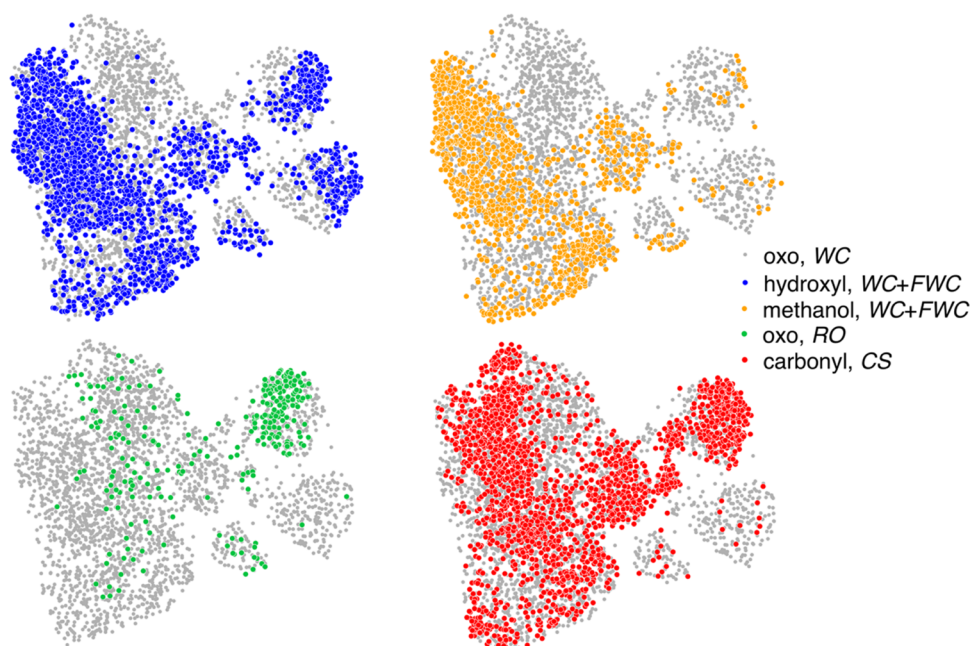 oxo, WC
hydroxyl, WC+FWC
methanol, WC+FWC
oxo, RO
carbonyl, CS